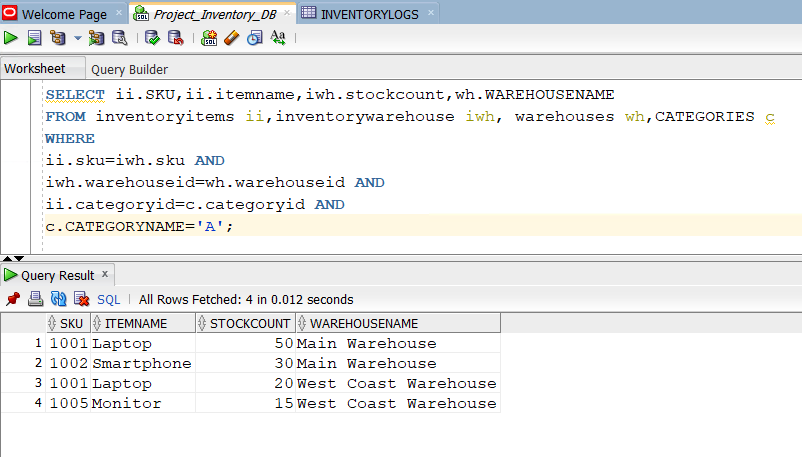 Welcome Page Project_Inventory_DB INVENTORYLOGS
SQL Aa
Worksheet Query Builder
SELECT ii.SKU,ii.itemname,iwh.stockcount,wh.WAREHOUSENAME
FROM inventoryitems ii,inventorywarehouse iwh, warehouses wh,CATEGORIES c
WHERE
ii.sku=iwh.sku AND
iwh.warehouseid=wh.warehouseid AND
ii.categoryid=c.categoryid AND
c.CATEGORYNAME='A';
Query Result x
SQL | All Rows Fetched: 4 in 0.012 seconds
SKU ITEMNAME STOCKCOUNT WAREHOUSENAME
1 1001 Laptop 50 Main Warehouse
2 1002 Smartphone 30 Main Warehouse
3 1001 Laptop 20 West Coast Warehouse
4 1005 Monitor 15 West Coast Warehouse